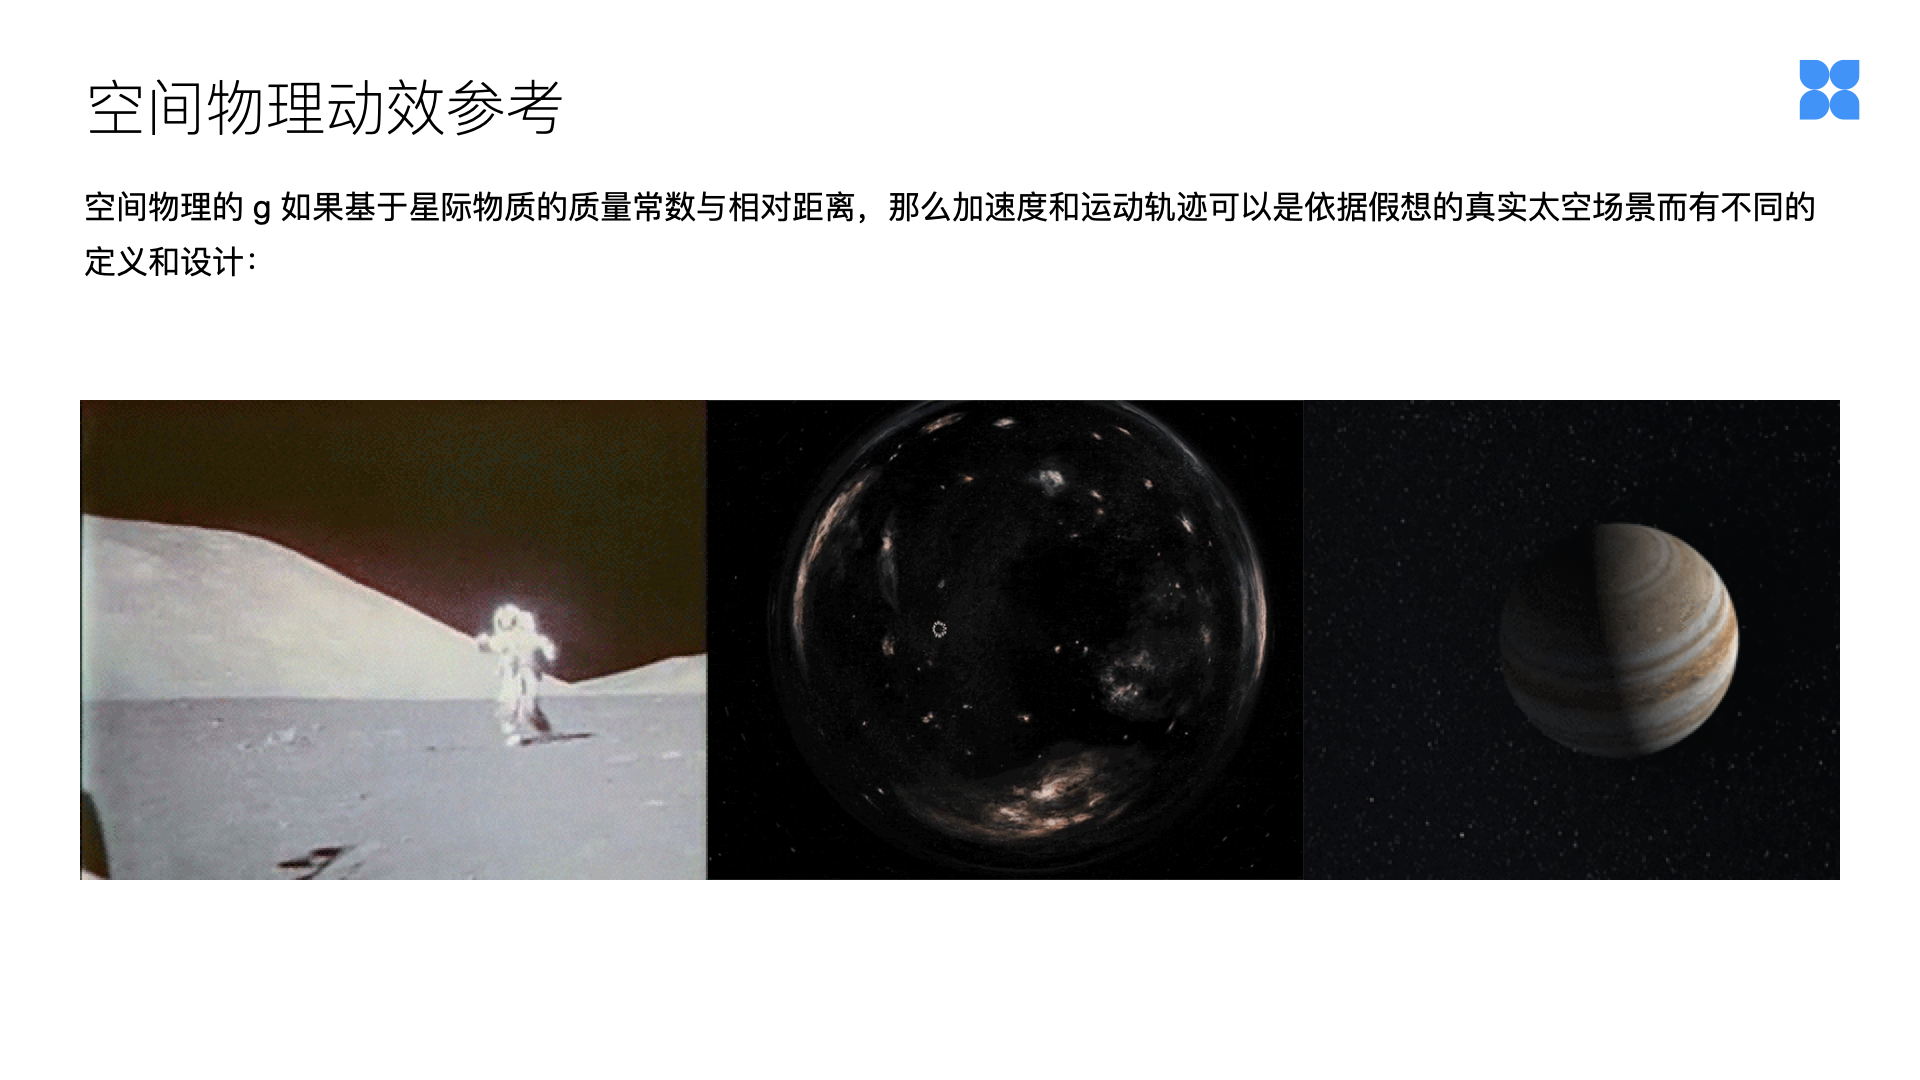 空间物理动效参考
空间物理的 g 如果基于星际物质的质量常数与相对距离，那么加速度和运动轨迹可以是依据假想的真实太空场景而有不同的
定义和设计：